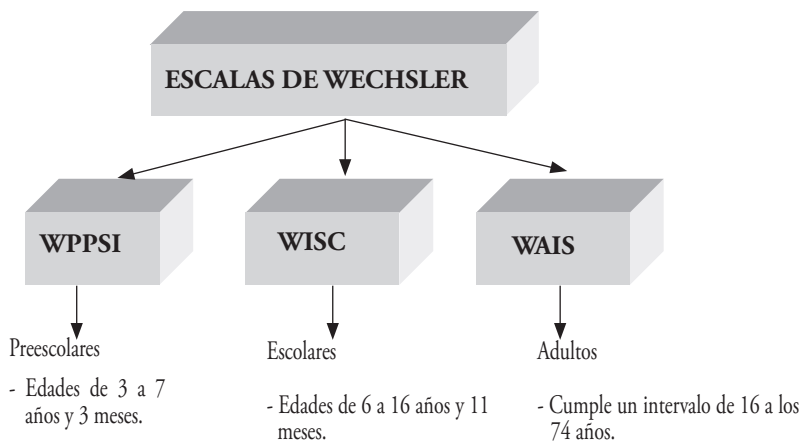 ESCALAS DE WECHSLER
WPPSI
WISC
WAIS
Preescolares
- Edades de 3 a 7
años y 3 meses.
Escolares
- Edades de 6 a 16 años y 11
meses.
Adultos
- Cumple un intervalo de 16 a los
74 años.